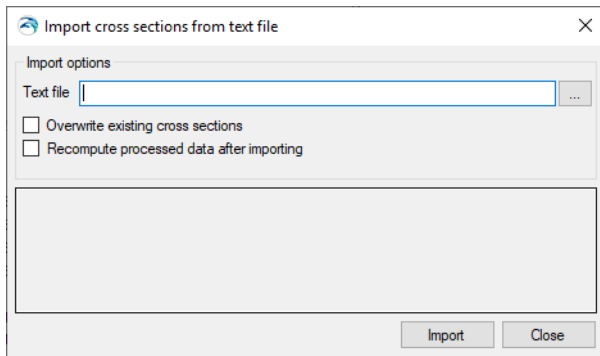 Import cross sections from text file
Import options
Text file
...
Overwrite existing cross sections
Recompute processed data after importing
Import Close